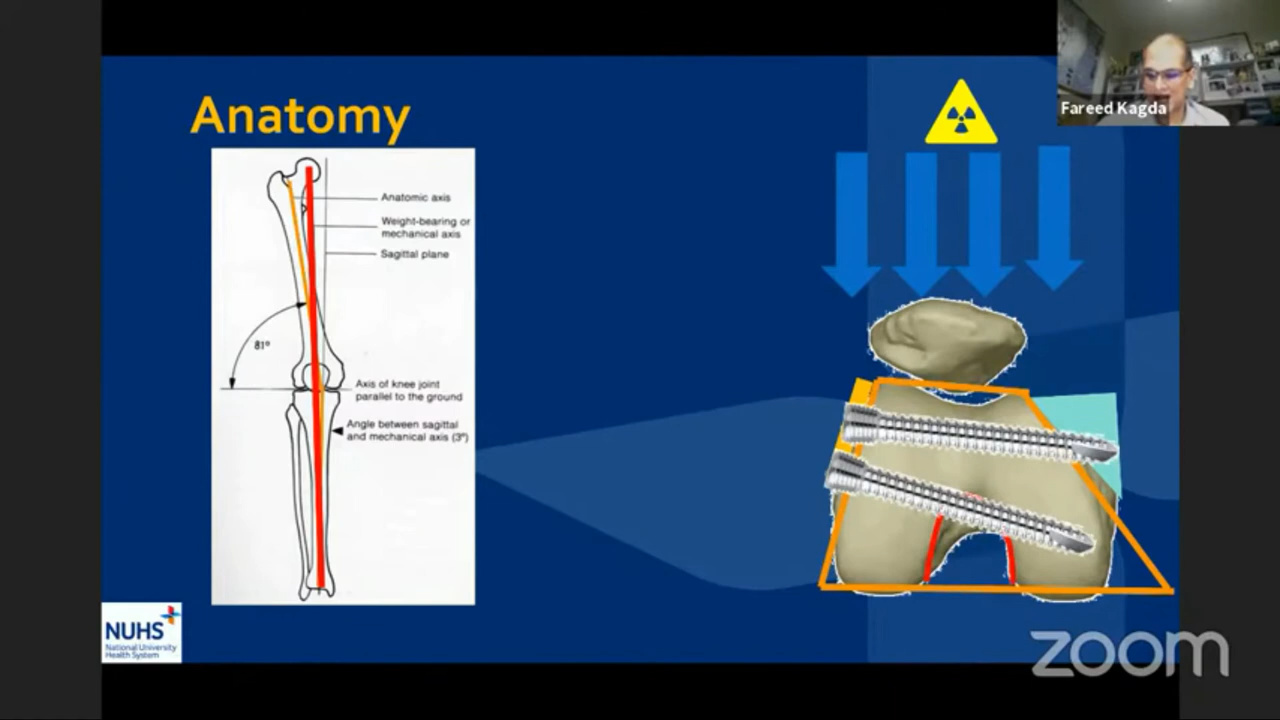 Fareed Kagda
Anatomy
Anatomic axis
Weight-bearing or
mechanical axis
Sagittal plane
81°
Axis of knee joint
parallel to the ground
Angle between sagittal
and mechanical axis (3°)
NUHS
National University
Health System
zoom